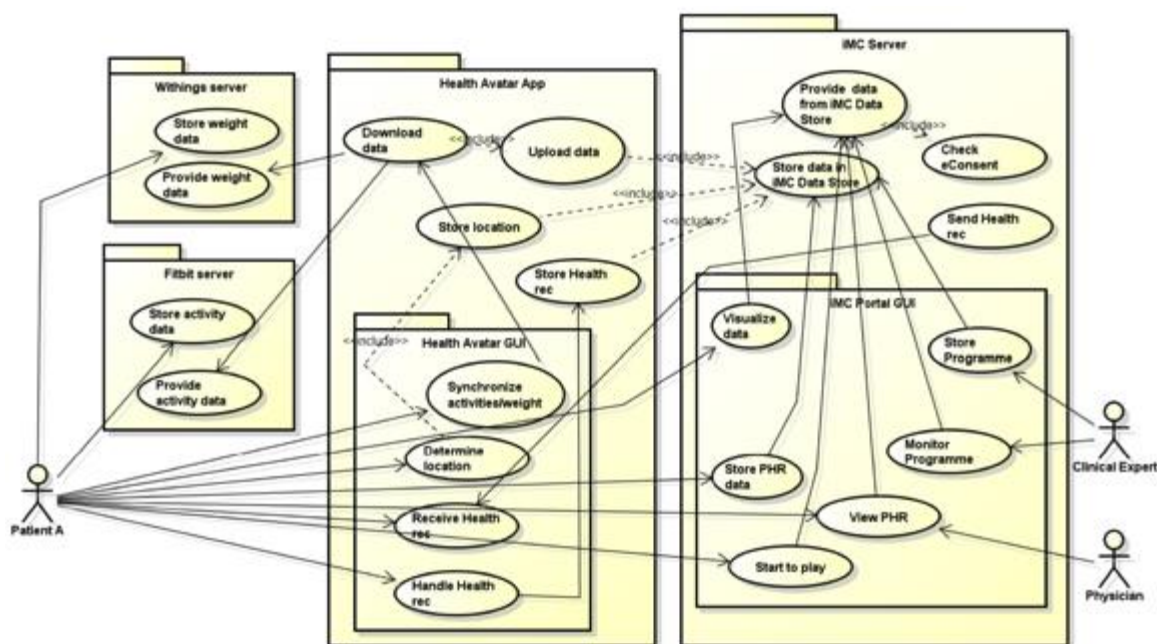 iMC Server
Withings server
Health Avatar App
Store weight
data
Provide weight
data
Download
data
<<include>>
Upload data
Provide data
from iMC Data
Store
<<include>>
Check
eConsent
<<include>>
Store data in
iMC Data Store
<<include>>
<<include>>
Store location
Send Health
rec
Fitbit server
Store activity
data
Provide
activity data
Store Health
rec
iMC Portal GUI
Visualize
data
Store
Programme
Health Avatar GUI
<<include>>
Synchronize
activities/weight
Determine
location
Monitor
Programme
Store PHR
data
Clinical Expert
Receive Health
rec
View PHR
Patient A
Start to play
Handle Health
rec
Physician